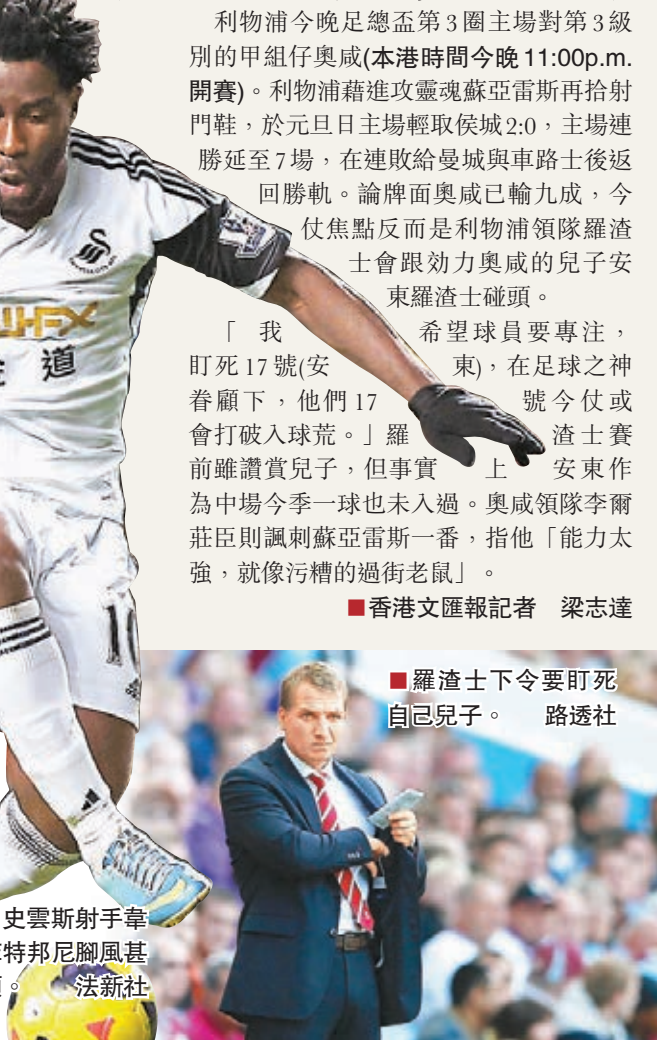 利物浦今晚足總盃第3圈主場對第3級
別的甲組仔奧咸(本港時間今晚11:00p.m.
開賽)。利物浦藉進攻靈魂蘇亞雷斯再拾射
門鞋，於元旦日主場輕取侯城2:0，主場連
勝延至7場，在連敗給曼城與車路士後返
回勝軌。論牌面奧咸已輸九成，今
仗焦點反而是利物浦領隊羅渣
士會跟効力奧咸的兒子安
東羅渣士碰頭。
「我希望球員要專注，
盯死17號(安東)，在足球之神
眷顧下，他們17號今仗或
會打破入球荒。」羅渣士賽
前雖讚賞兒子，但事實上安東作
為中場今季一球也未入過。奧咸領隊李爾
莊臣則諷刺蘇亞雷斯一番，指他「能力太
強，就像污糟的過街老鼠」。
■香港文匯報記者　梁志達
■羅渣士下令要盯死
自己兒子。　路透社
史雲斯射手韋
特邦尼腳風甚
。　法新社
道